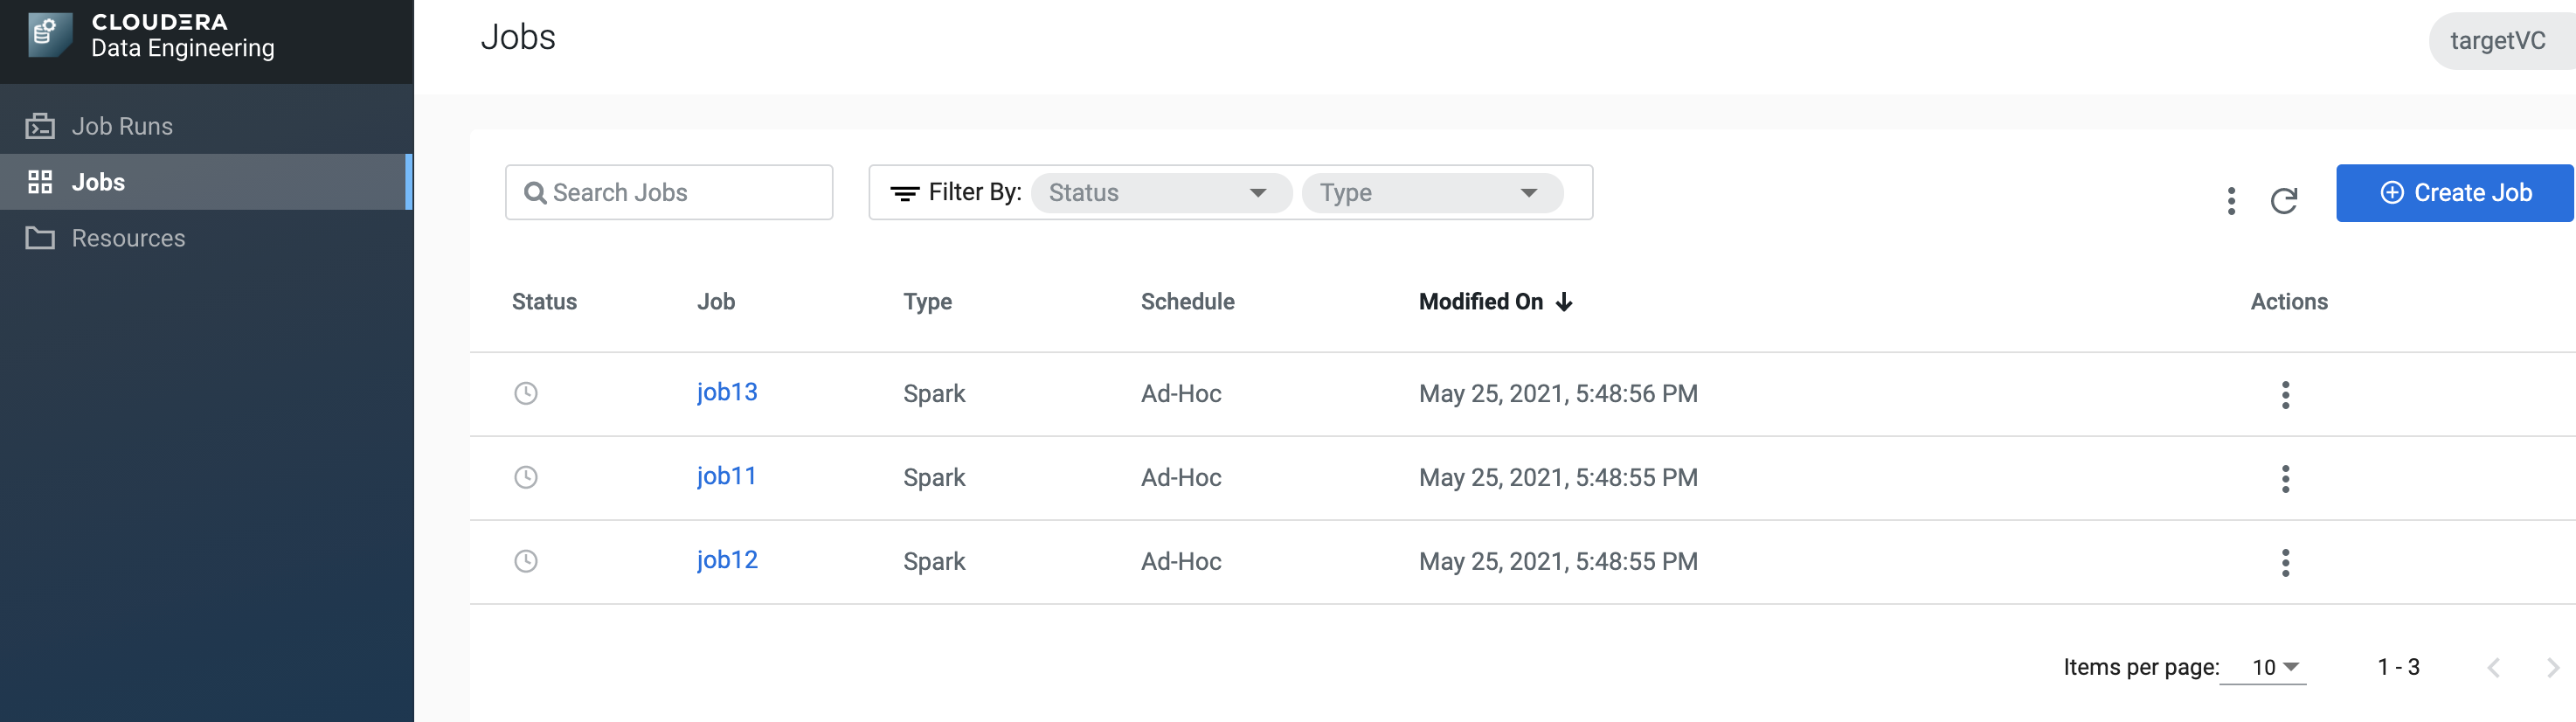 CLOUDERA
Data Engineering
Job Runs
Jobs
Resources
Jobs
targetVC
Search Jobs
Filter By: Status Type
Create Job
Status Job Type Schedule Modified On Actions
job13 Spark Ad-Hoc May 25, 2021, 5:48:56 PM
job11 Spark Ad-Hoc May 25, 2021, 5:48:55 PM
job12 Spark Ad-Hoc May 25, 2021, 5:48:55 PM
Items per page: 10 1 - 3